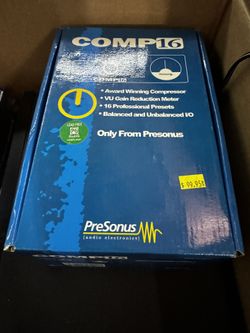 COMP16
COMP16
• Award Winning Compressor
• VU Gain Reduction Meter
• 16 Professional Presets
• Balanced and Unbalanced I/O
Only From Presonus
$ 99.95
PreSonus
[audio electronics]
COMP16